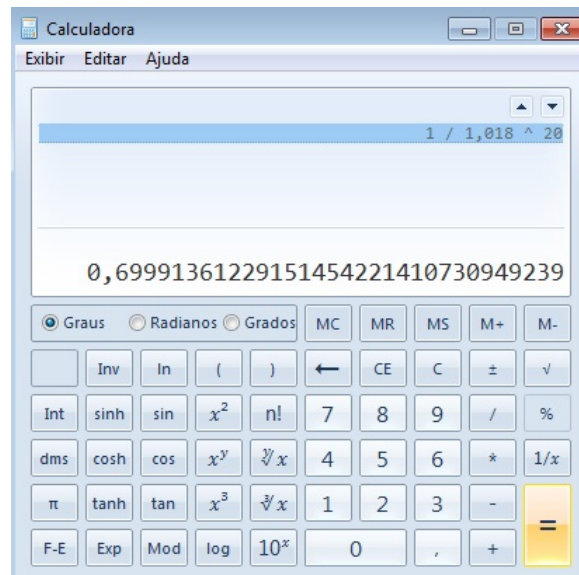 Calculadora
Exibir Editar Ajuda
1 / 1,018 ^ 20
0,69991361229151454221410730949239
Graus Radianos Grados MC MR MS M+ M-
Inv In ( ) ← CE C ± √
Int sinh sin x² n! 7 8 9 / %
dms cosh cos xʸ ʸ√x 4 5 6 * 1/x
π tanh tan x³ ³√x 1 2 3 - =
F-E Exp Mod log 10ˣ 0 , +